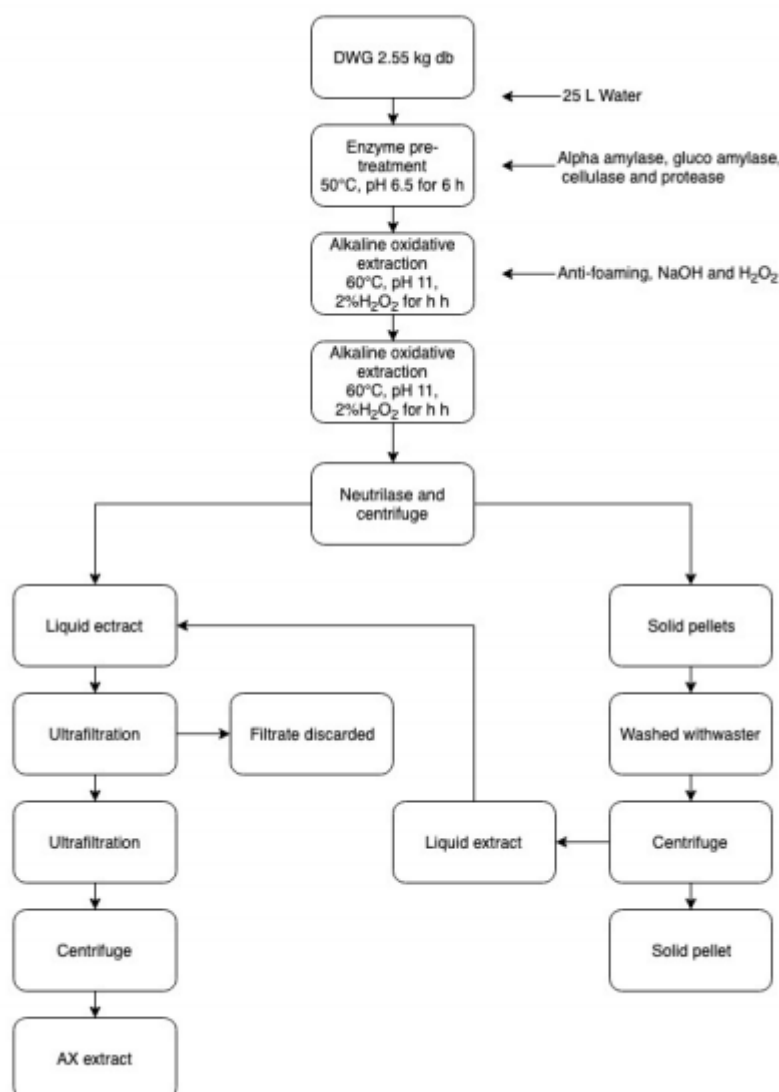 DWG 2.55 kg db
25 L Water
Enzyme pre-
treatment
50°C, pH 6.5 for 6 h
Alpha amylase, gluco amylase,
cellulase and protease
Alkaline oxidative
extraction
60°C, pH 11,
2%H₂O₂ for h h
Anti-foaming, NaOH and H₂O₂
Alkaline oxidative
extraction
60°C, pH 11,
2%H₂O₂ for h h
Neutrilase and
centrifuge
Liquid ectract
Solid pellets
Ultrafiltration
Filtrate discarded
Washed withwaster
Ultrafiltration
Liquid extract
Centrifuge
Centrifuge
Solid pellet
AX extract